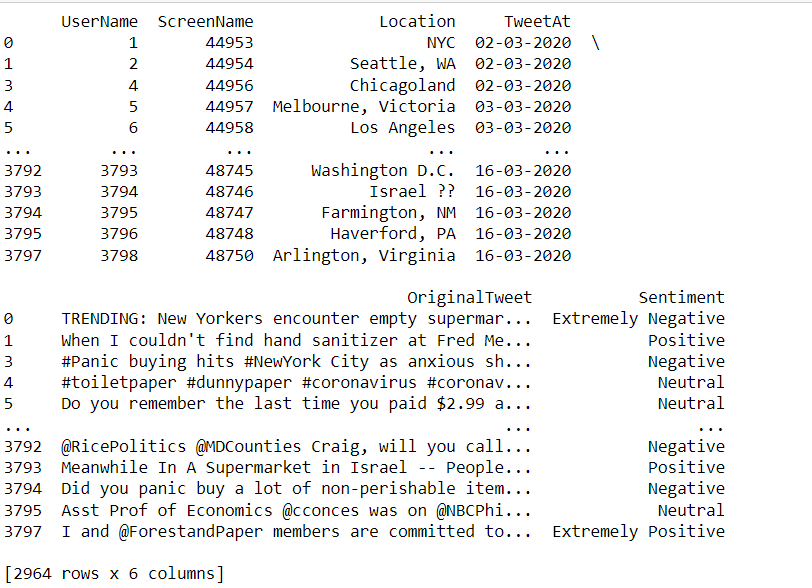 UserName ScreenName Location TweetAt
0 1 44953 NYC 02-03-2020 \
1 2 44954 Seattle, WA 02-03-2020
3 4 44956 Chicagoland 02-03-2020
4 5 44957 Melbourne, Victoria 03-03-2020
5 6 44958 Los Angeles 03-03-2020
... ... ... ... ...
3792 3793 48745 Washington D.C. 16-03-2020
3793 3794 48746 Israel ?? 16-03-2020
3794 3795 48747 Farmington, NM 16-03-2020
3795 3796 48748 Haverford, PA 16-03-2020
3797 3798 48750 Arlington, Virginia 16-03-2020
OriginalTweet Sentiment
0 TRENDING: New Yorkers encounter empty supermar... Extremely Negative
1 When I couldn't find hand sanitizer at Fred Me... Positive
3 #Panic buying hits #NewYork City as anxious sh... Negative
4 #toiletpaper #dunnypaper #coronavirus #coronav... Neutral
5 Do you remember the last time you paid $2.99 a... Neutral
... ... ...
3792 @RicePolitics @MDCounties Craig, will you call... Negative
3793 Meanwhile In A Supermarket in Israel -- People... Positive
3794 Did you panic buy a lot of non-perishable item... Negative
3795 Asst Prof of Economics @cconces was on @NBCPhi... Neutral
3797 I and @ForestandPaper members are committed to... Extremely Positive
[2964 rows x 6 columns]